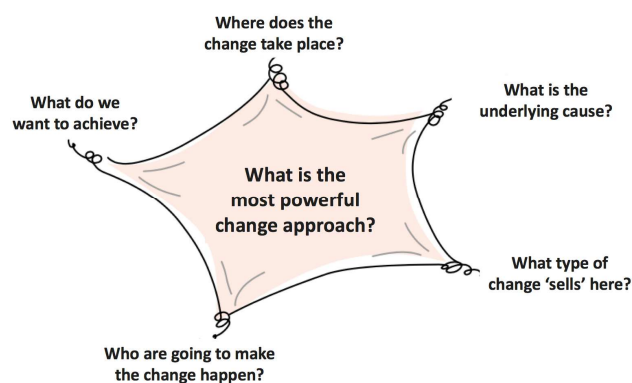 Where does the
change take place?
What do we
want to achieve?
What is the
underlying cause?
What is the
most powerful
change approach?
What type of
change ‘sells’ here?
Who are going to make
the change happen?